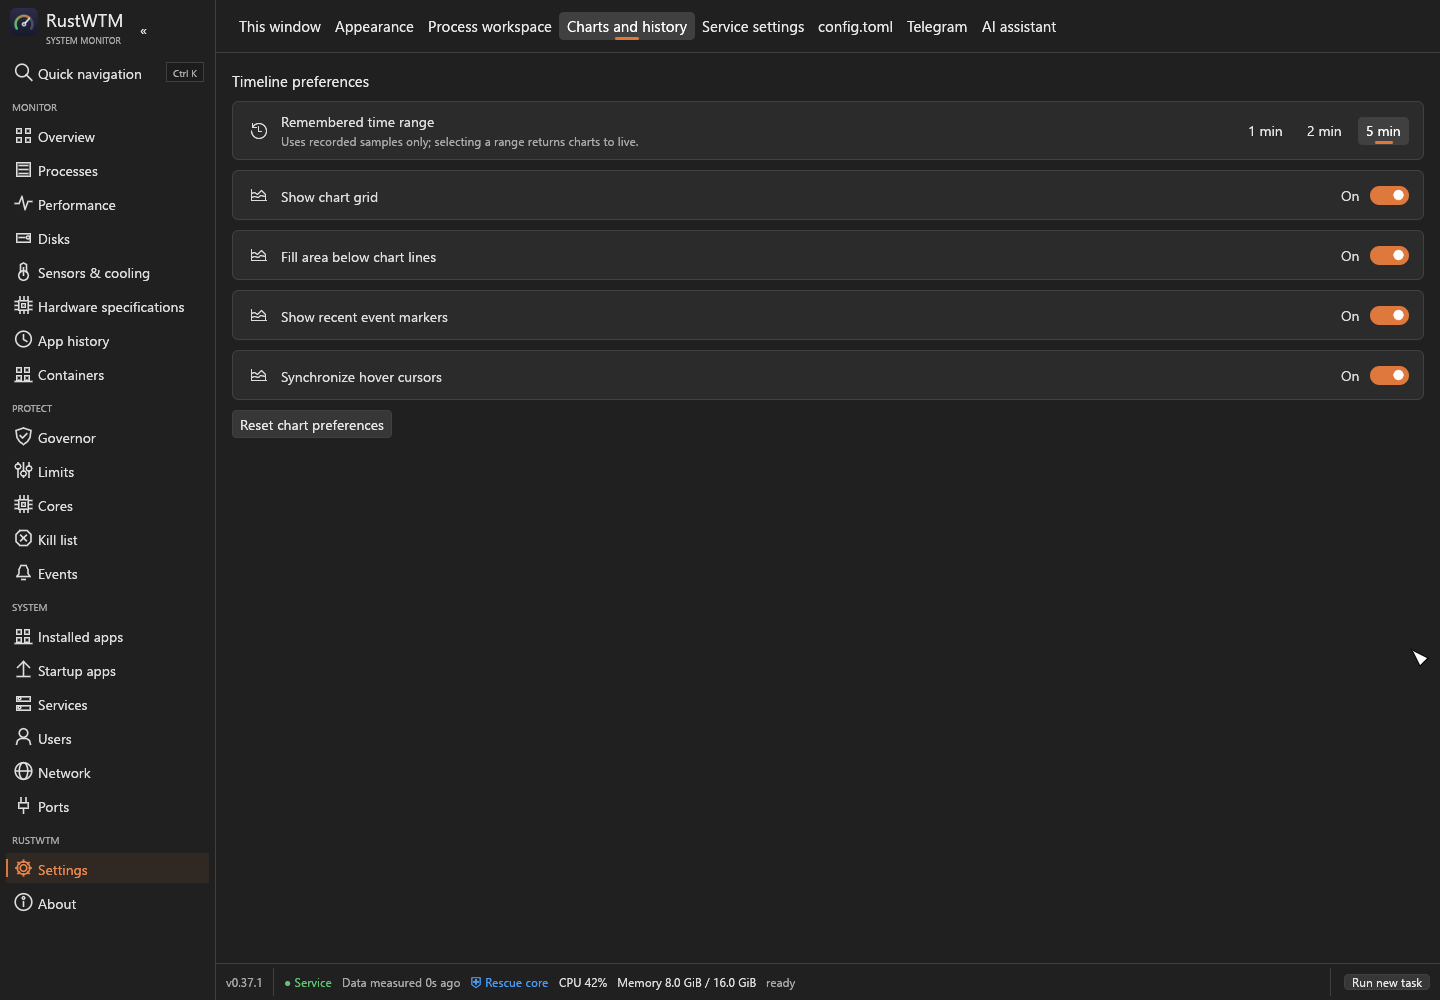 RustWTM
SYSTEM MONITOR
«
Quick navigation Ctrl K
MONITOR
Overview
Processes
Performance
Disks
Sensors & cooling
Hardware specifications
App history
Containers
PROTECT
Governor
Limits
Cores
Kill list
Events
SYSTEM
Installed apps
Startup apps
Services
Users
Network
Ports
RUSTWTM
Settings
About
This window Appearance Process workspace Charts and history Service settings config.toml Telegram AI assistant
Timeline preferences
Remembered time range
Uses recorded samples only; selecting a range returns charts to live.
1 min 2 min 5 min
Show chart grid On
Fill area below chart lines On
Show recent event markers On
Synchronize hover cursors On
Reset chart preferences
v0.37.1 Service Data measured 0s ago Rescue core CPU 42% Memory 8.0 GiB / 16.0 GiB ready Run new task